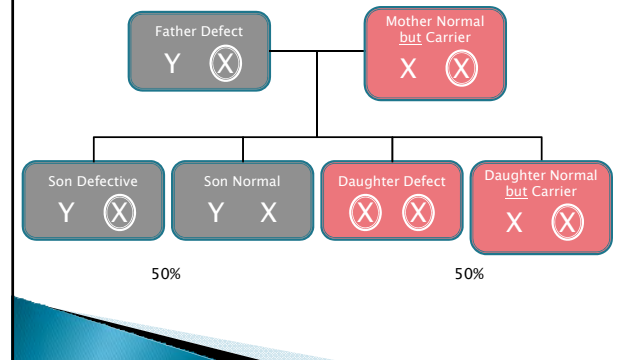 Father Defect
Y X
Mother Normal
but Carrier
X X
Son Defective
Y X
Son Normal
Y X
Daughter Defect
X X
Daughter Normal
but Carrier
X X
50%
50%